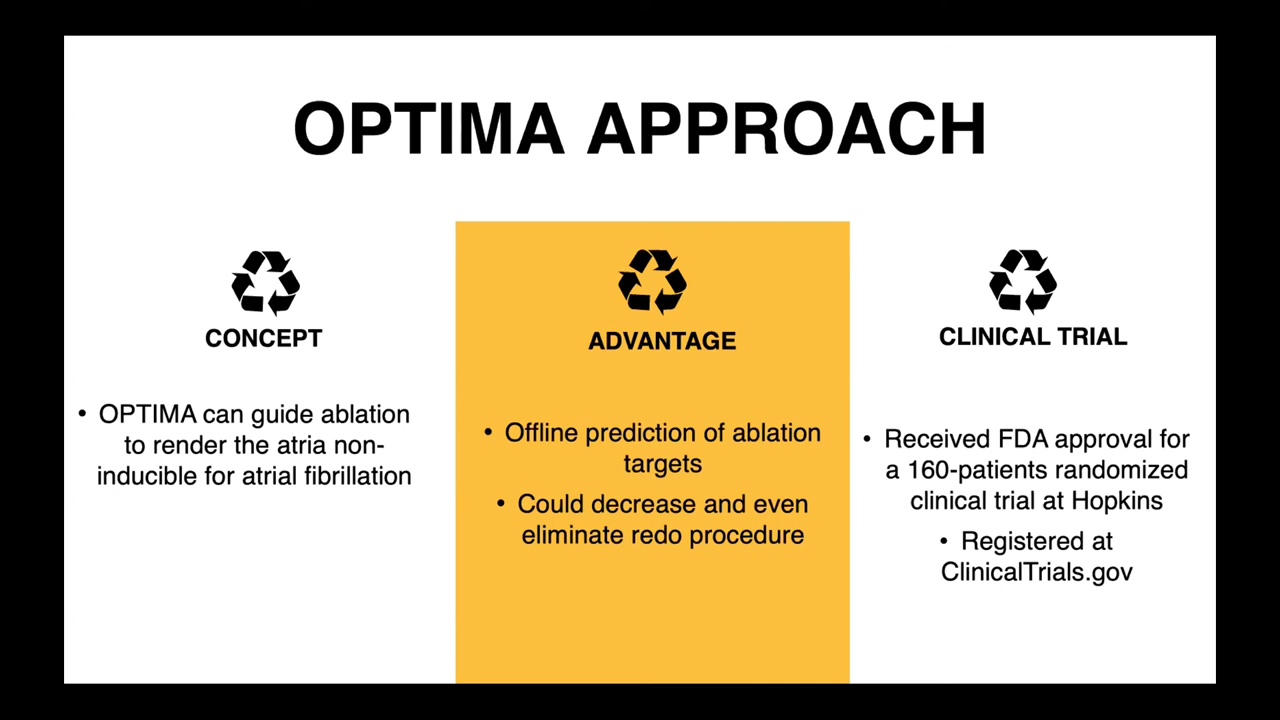 OPTIMA APPROACH
CONCEPT
• OPTIMA can guide ablation
to render the atria non-
inducible for atrial fibrillation
ADVANTAGE
• Offline prediction of ablation
targets
• Could decrease and even
eliminate redo procedure
CLINICAL TRIAL
• Received FDA approval for
a 160-patients randomized
clinical trial at Hopkins
• Registered at
ClinicalTrials.gov